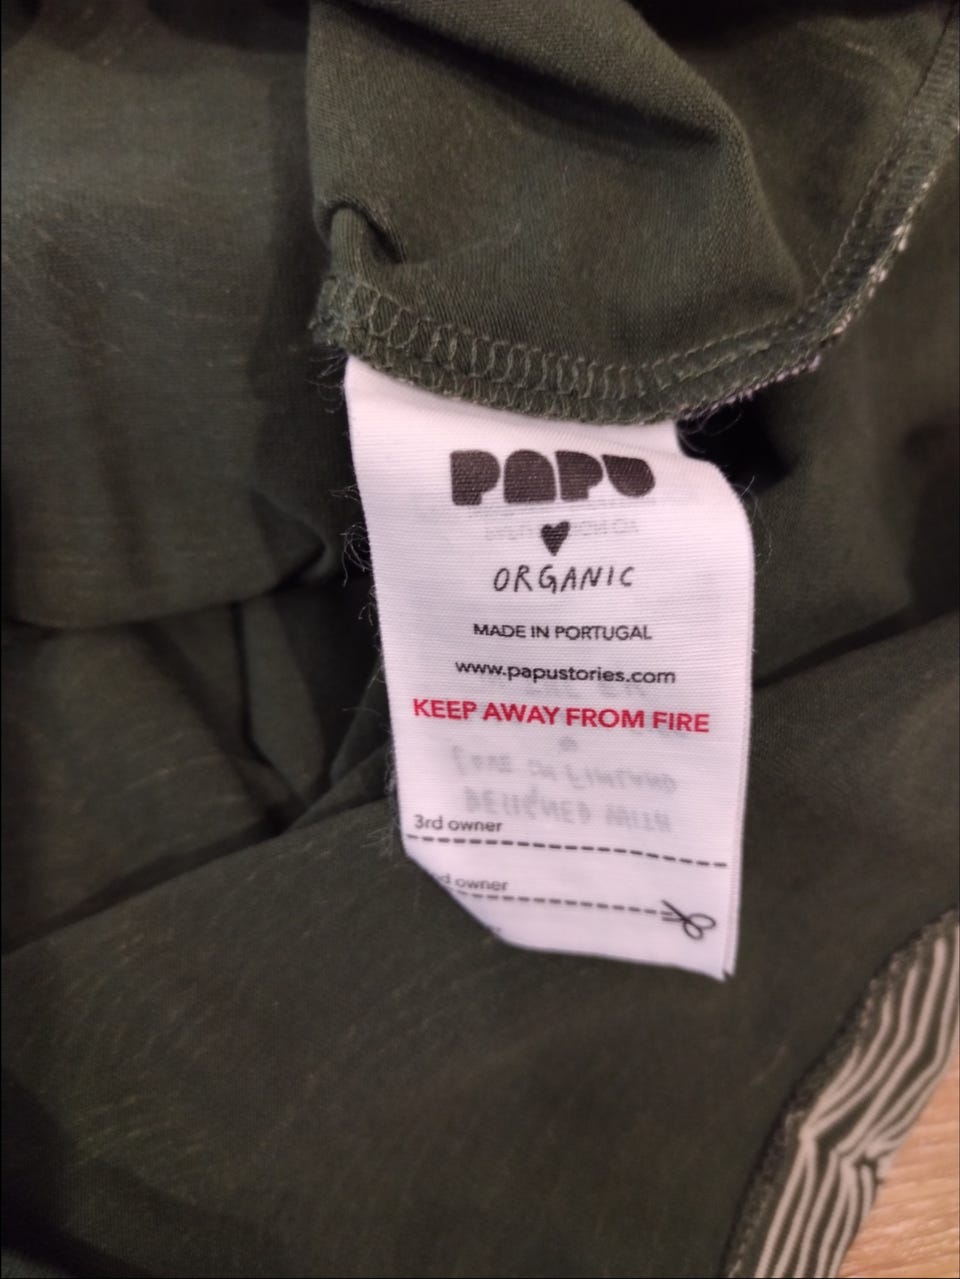 PAPU
ORGANIC
MADE IN PORTUGAL
www.papustories.com
KEEP AWAY FROM FIRE
3rd owner
owner